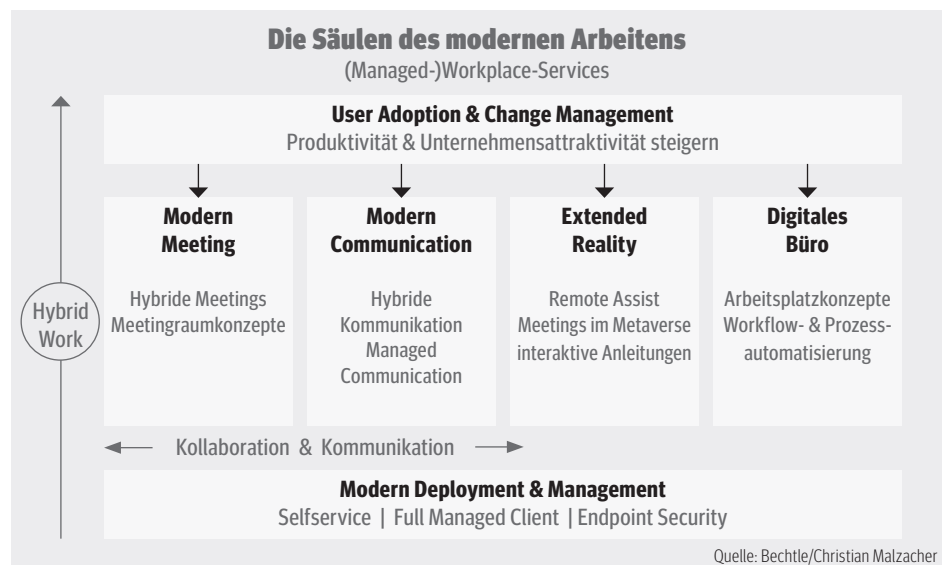 Die Säulen des modernen Arbeitens
(Managed-)Workplace-Services
User Adoption & Change Management
Produktivität & Unternehmensattraktivität steigern
Modern
Meeting
Hybride Meetings
Meetingraumkonzepte
Modern
Communication
Hybride
Kommunikation
Managed
Communication
Extended
Reality
Remote Assist
Meetings im Metaverse
interaktive Anleitungen
Digitales
Büro
Arbeitsplatzkonzepte
Workflow- & Prozess-
automatisierung
Hybrid
Work
Kollaboration & Kommunikation
Modern Deployment & Management
Selfservice | Full Managed Client | Endpoint Security
Quelle: Bechtle/Christian Malzacher